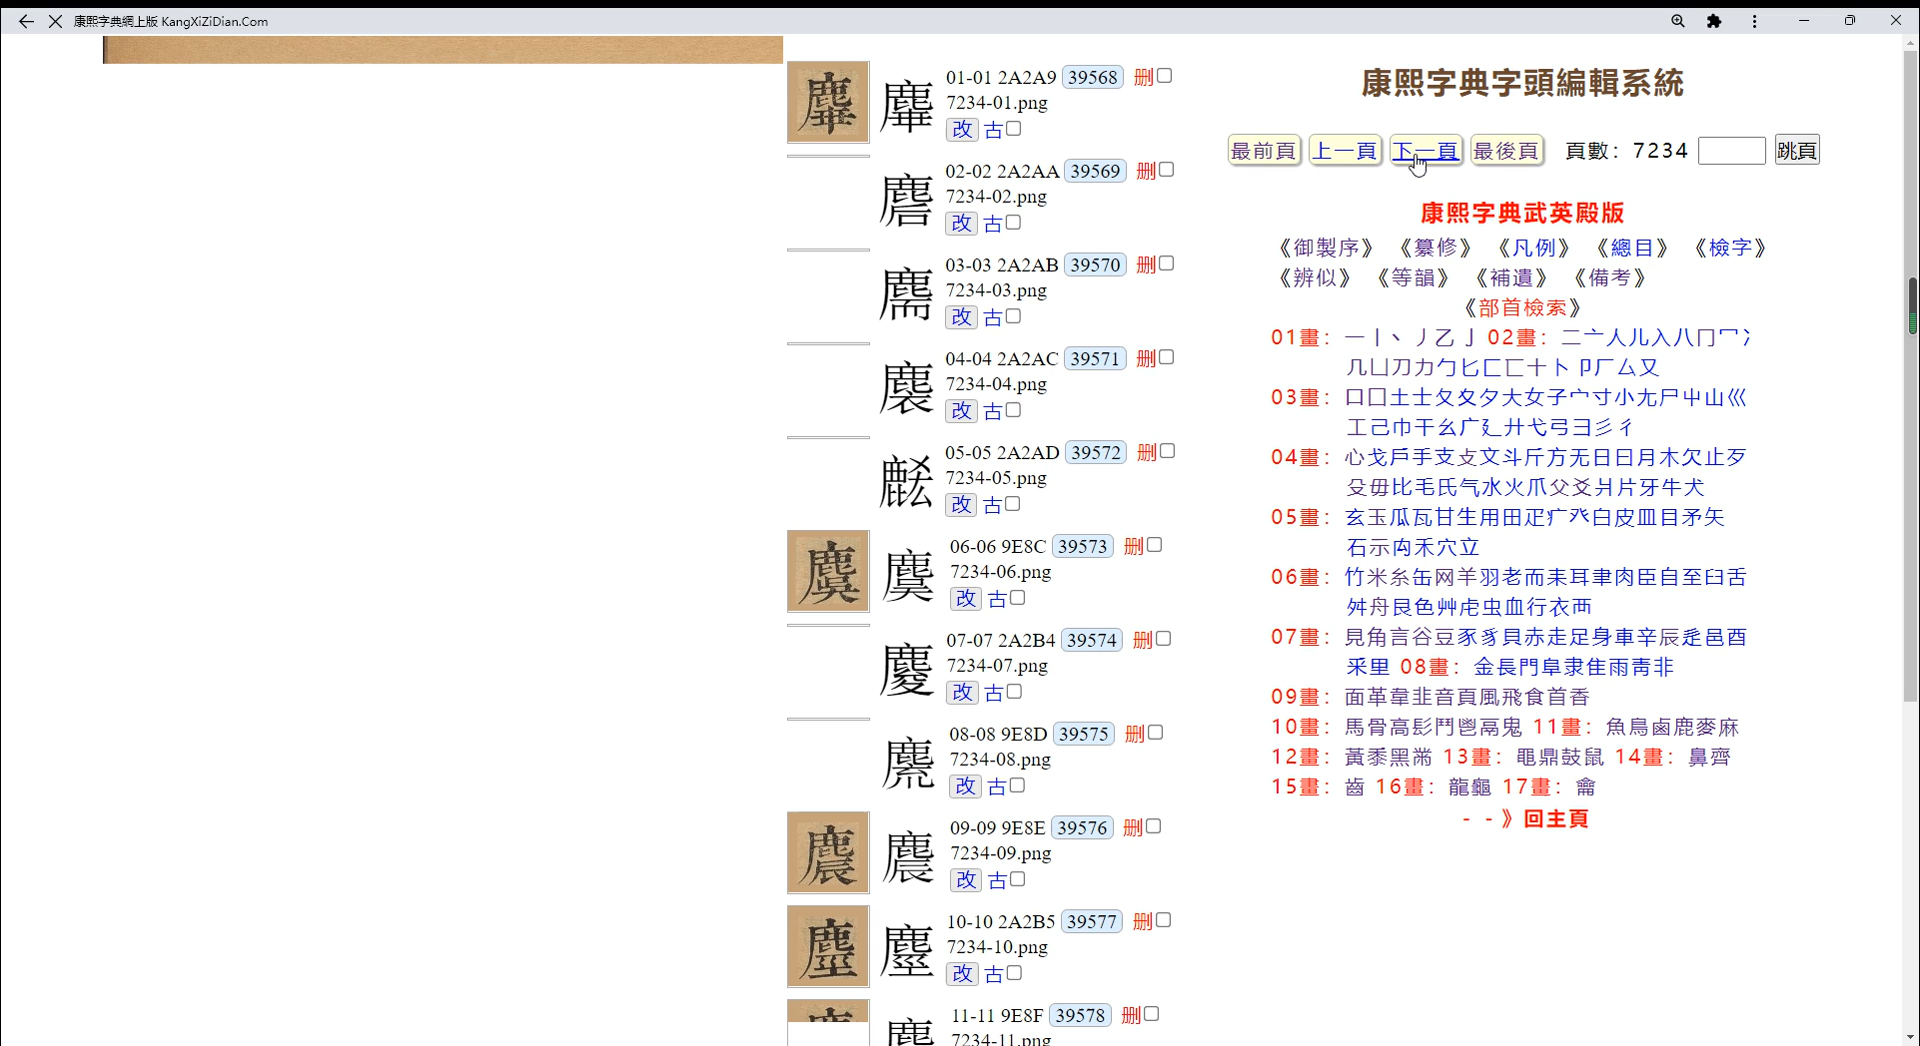 康熙字典網上版 KangXiZiDian.Com
01-01 2A2A9 39568 刪
7234-01.png
改 古
02-02 2A2AA 39569 刪
7234-02.png
改 古
03-03 2A2AB 39570 刪
7234-03.png
改 古
04-04 2A2AC 39571 刪
7234-04.png
改 古
05-05 2A2AD 39572 刪
7234-05.png
改 古
麌 06-06 9E8C 39573 刪
7234-06.png
改 古
07-07 2A2B4 39574 刪
7234-07.png
改 古
麍 08-08 9E8D 39575 刪
7234-08.png
改 古
麎 09-09 9E8E 39576 刪
7234-09.png
改 古
10-10 2A2B5 39577 刪
7234-10.png
改 古
11-11 9E8F 39578 刪
7234-11.png
康熙字典字頭編輯系統
最前頁 上一頁 下一頁 最後頁 頁數：7234 跳頁
康熙字典武英殿版
《御製序》 《纂修》 《凡例》 《總目》 《檢字》
《辨似》 《等韻》 《補遺》 《備考》
《部首檢索》
01畫：一丨丶丿乙亅 02畫：二亠人儿入八冂冖冫
几凵刀力勹匕匚匸十卜卩厂厶又
03畫：口囗土士夂夊夕大女子宀寸小尢尸屮山巛
工己巾干幺广廴廾弋弓彐彡彳
04畫：心戈戶手支攴文斗斤方无日曰月木欠止歹
殳毋比毛氏气水火爪父爻爿片牙牛犬
05畫：玄玉瓜瓦甘生用田疋疒癶白皮皿目矛矢
石示禸禾穴立
06畫：竹米糸缶网羊羽老而耒耳聿肉臣自至臼舌
舛舟艮色艸虍虫血行衣襾
07畫：見角言谷豆豕豸貝赤走足身車辛辰辵邑酉
釆里 08畫：金長門阜隶隹雨靑非
09畫：面革韋韭音頁風飛食首香
10畫：馬骨高髟鬥鬯鬲鬼 11畫：魚鳥鹵鹿麥麻
12畫：黃黍黑黹 13畫：黽鼎鼓鼠 14畫：鼻齊
15畫：齒 16畫：龍龜 17畫：龠
- - 》回主頁